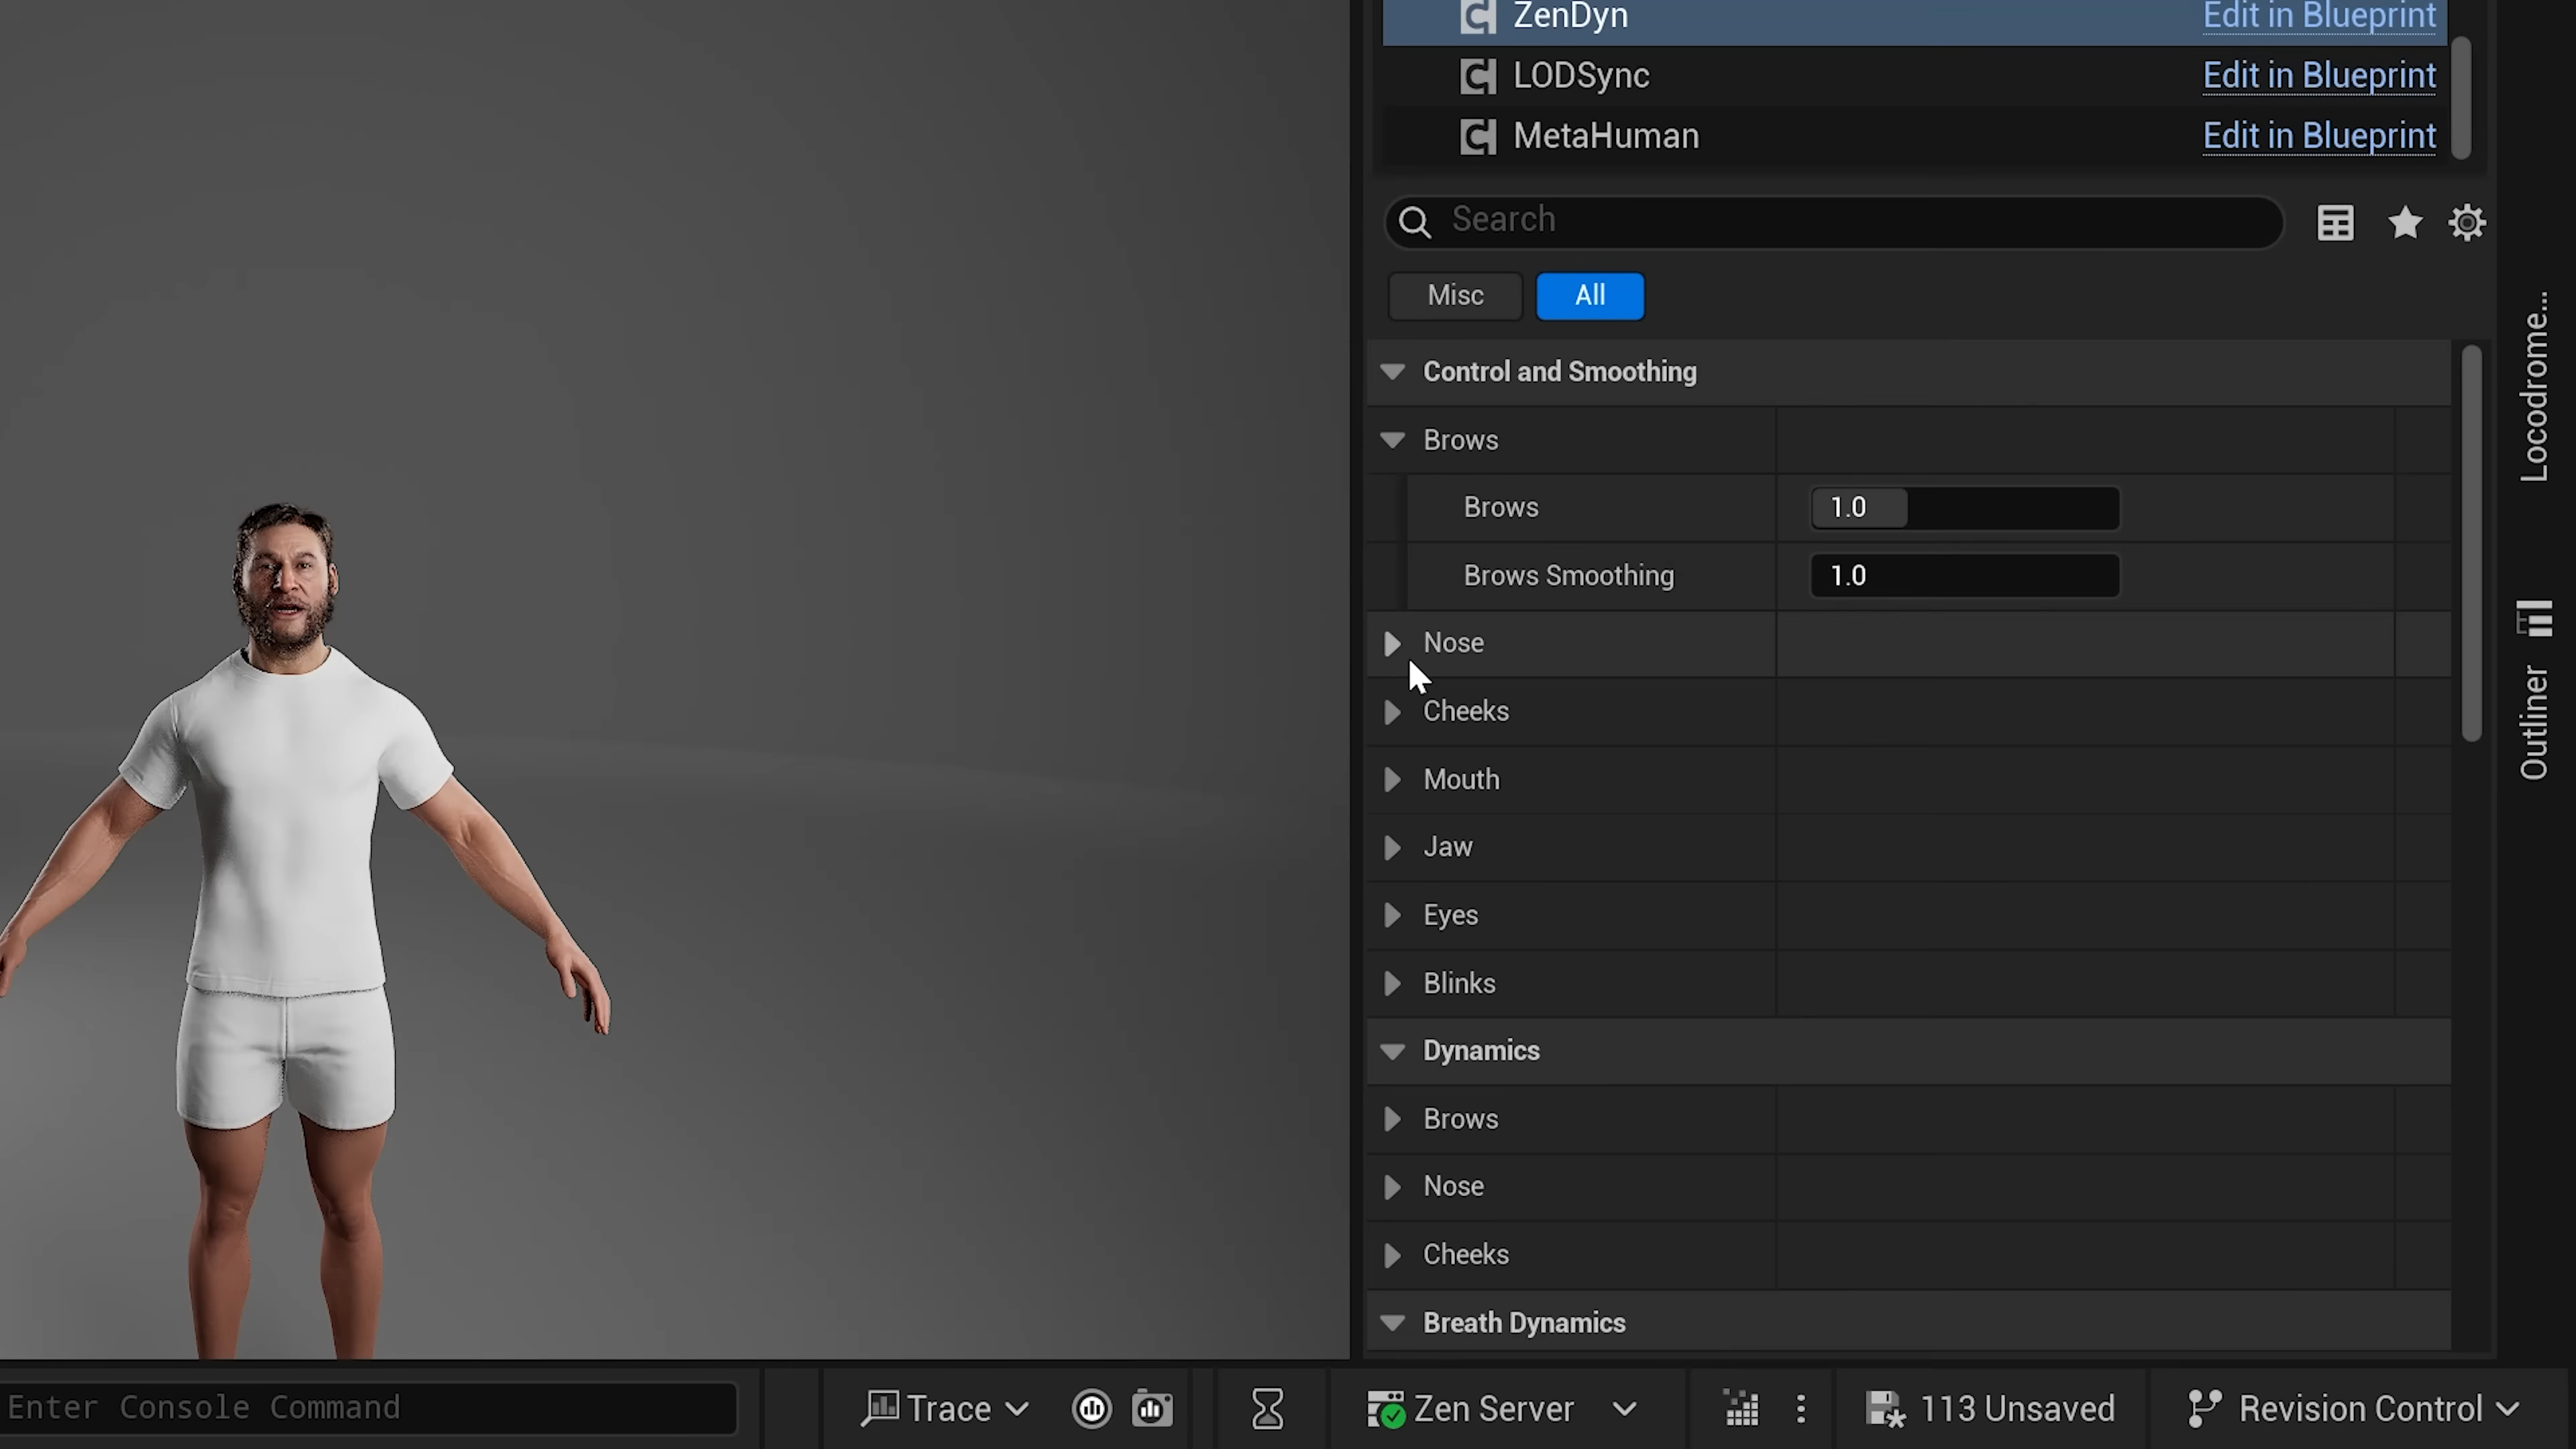 ZenDyn Edit in Blueprint
LODSync Edit in Blueprint
MetaHuman Edit in Blueprint
Search
Misc All
Control and Smoothing
Brows
Brows 1.0
Brows Smoothing 1.0
Nose
Cheeks
Mouth
Jaw
Eyes
Blinks
Dynamics
Brows
Nose
Cheeks
Breath Dynamics
Locodrome...
Outliner
Enter Console Command Trace Zen Server 113 Unsaved Revision Control